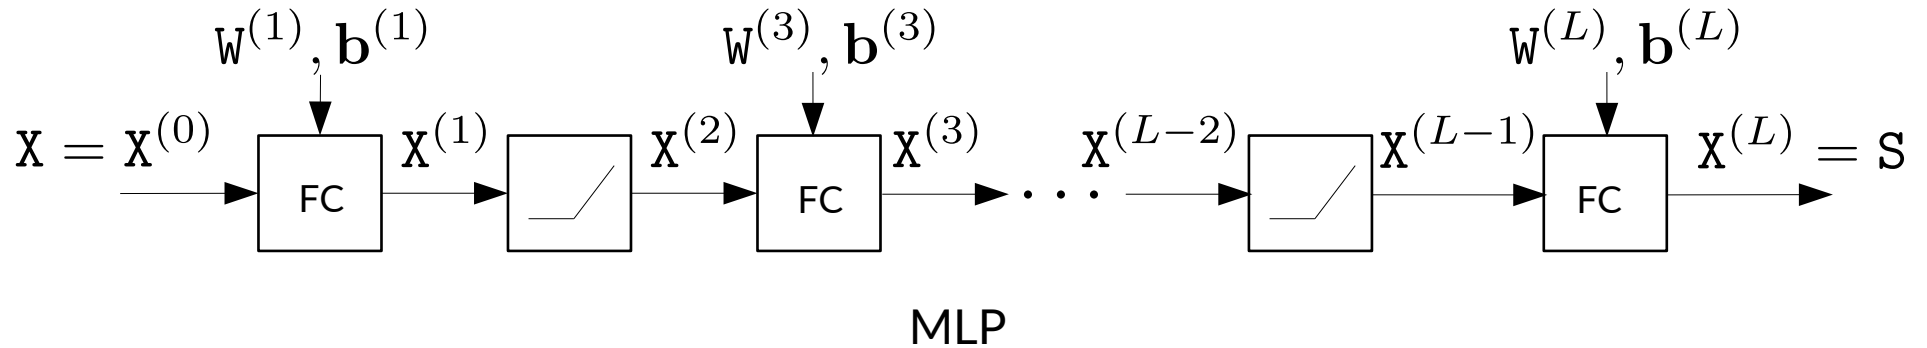 W^(1), b^(1) W^(3), b^(3) W^(L), b^(L)
X = X^(0) X^(1) X^(2) X^(3) · · · X^(L−2) X^(L−1) X^(L) = S
FC FC FC
MLP